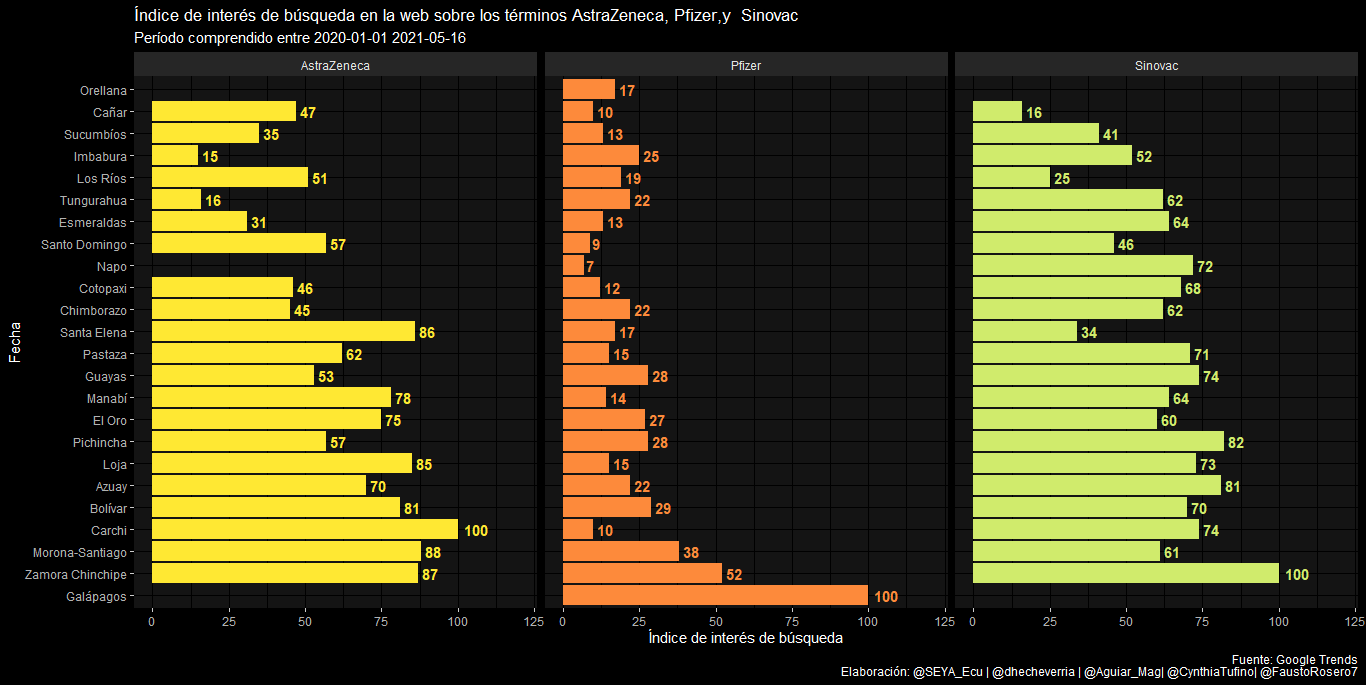 Índice de interés de búsqueda en la web sobre los términos AstraZeneca, Pfizer,y  Sinovac
Período comprendido entre 2020-01-01 2021-05-16
AstraZeneca Pfizer Sinovac
Orellana 17
Cañar 47 10 16
Sucumbíos 35 13 41
Imbabura 15 25 52
Los Ríos 51 19 25
Tungurahua 16 22 62
Esmeraldas 31 13 64
Santo Domingo 57 9 46
Napo 7 72
Cotopaxi 46 12 68
Chimborazo 45 22 62
Santa Elena 86 17 34
Pastaza 62 15 71
Guayas 53 28 74
Manabí 78 14 64
El Oro 75 27 60
Pichincha 57 28 82
Loja 85 15 73
Azuay 70 22 81
Bolívar 81 29 70
Carchi 100 10 74
Morona-Santiago 88 38 61
Zamora Chinchipe 87 52 100
Galápagos 100
Fecha
0 25 50 75 100 125 0 25 50 75 100 125 0 25 50 75 100 125
Índice de interés de búsqueda
Fuente: Google Trends
Elaboración: @SEYA_Ecu | @dhecheverria | @Aguiar_Mag| @CynthiaTufino| @FaustoRosero7